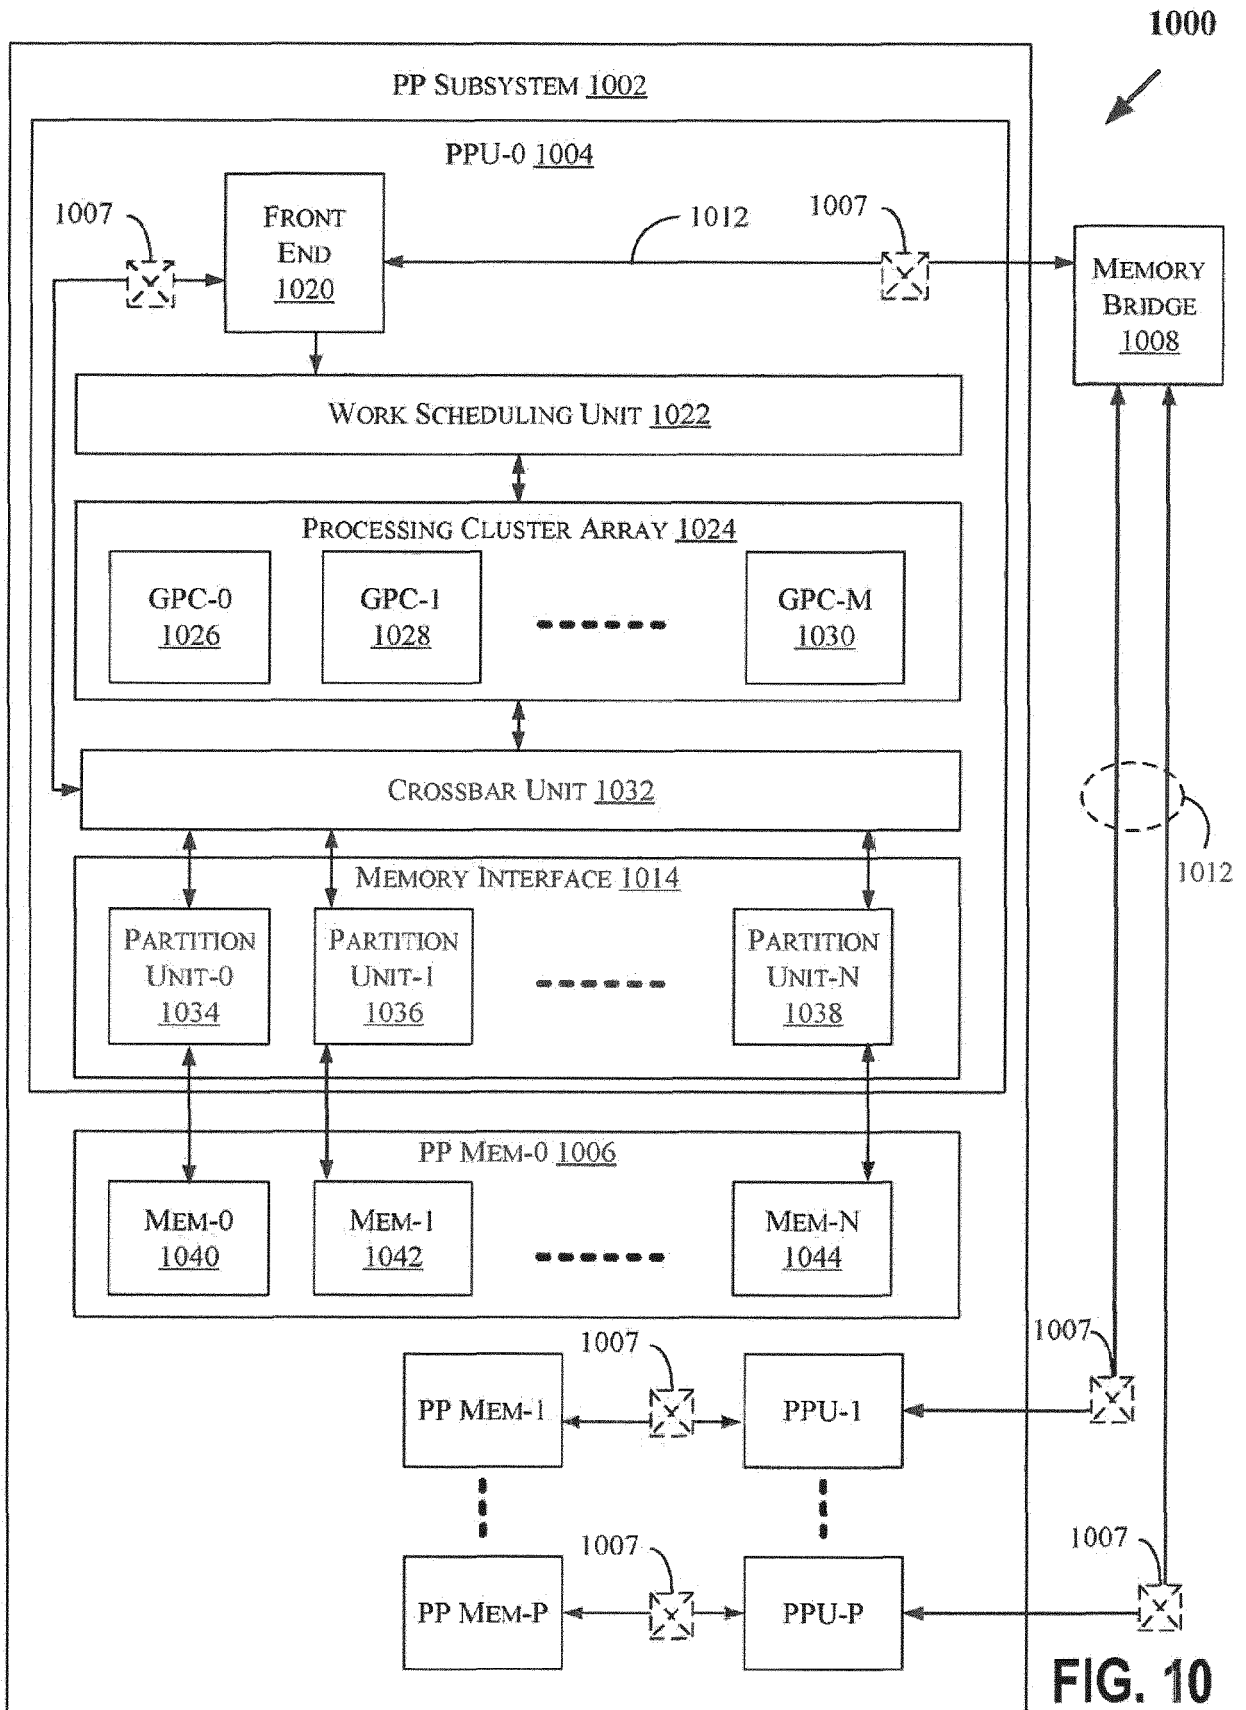 1000
PP SUBSYSTEM 1002
PPU-0 1004
1007
FRONT
END
1020
1012
1007
MEMORY
BRIDGE
1008
WORK SCHEDULING UNIT 1022
PROCESSING CLUSTER ARRAY 1024
GPC-0
1026
GPC-1
1028
GPC-M
1030
CROSSBAR UNIT 1032
1012
MEMORY INTERFACE 1014
PARTITION
UNIT-0
1034
PARTITION
UNIT-1
1036
PARTITION
UNIT-N
1038
PP MEM-0 1006
MEM-0
1040
MEM-1
1042
MEM-N
1044
1007
1007
PP MEM-1
PPU-1
1007
1007
PP MEM-P
PPU-P
FIG. 10